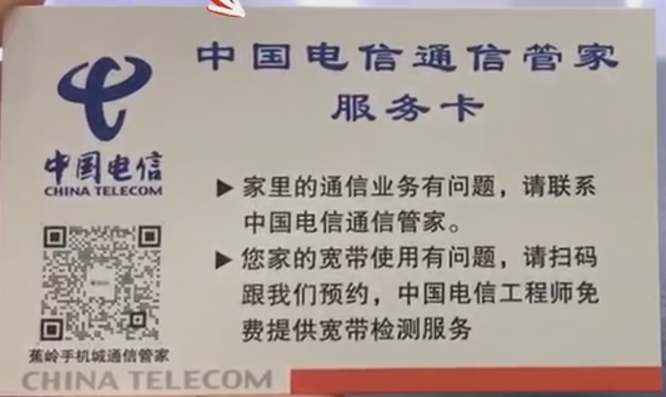 中国电信通信管家
服务卡
中国电信
CHINA TELECOM
▶家里的通信业务有问题，请联系
中国电信通信管家。
▶您家的宽带使用有问题，请扫码
跟我们预约，中国电信工程师免
费提供宽带检测服务
蕉岭手机城通信管家
CHINA TELECOM